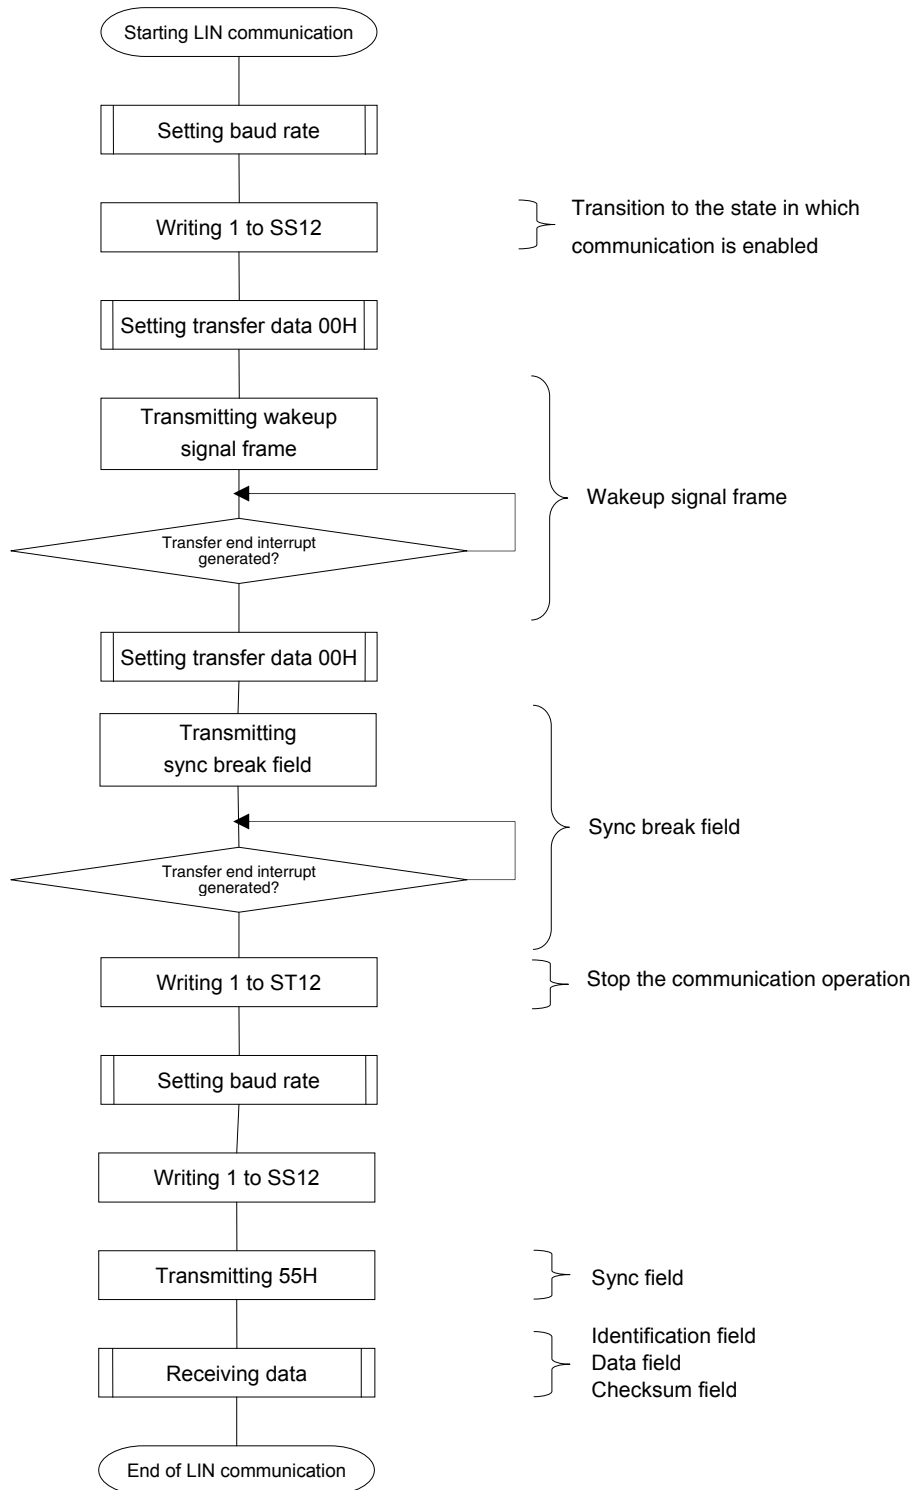 Starting LIN communication
Setting baud rate
Writing 1 to SS12
Transition to the state in which
communication is enabled
Setting transfer data 00H
Transmitting wakeup
signal frame
Wakeup signal frame
Transfer end interrupt
generated?
Setting transfer data 00H
Transmitting
sync break field
Sync break field
Transfer end interrupt
generated?
Writing 1 to ST12
Stop the communication operation
Setting baud rate
Writing 1 to SS12
Transmitting 55H
Sync field
Receiving data
Identification field
Data field
Checksum field
End of LIN communication